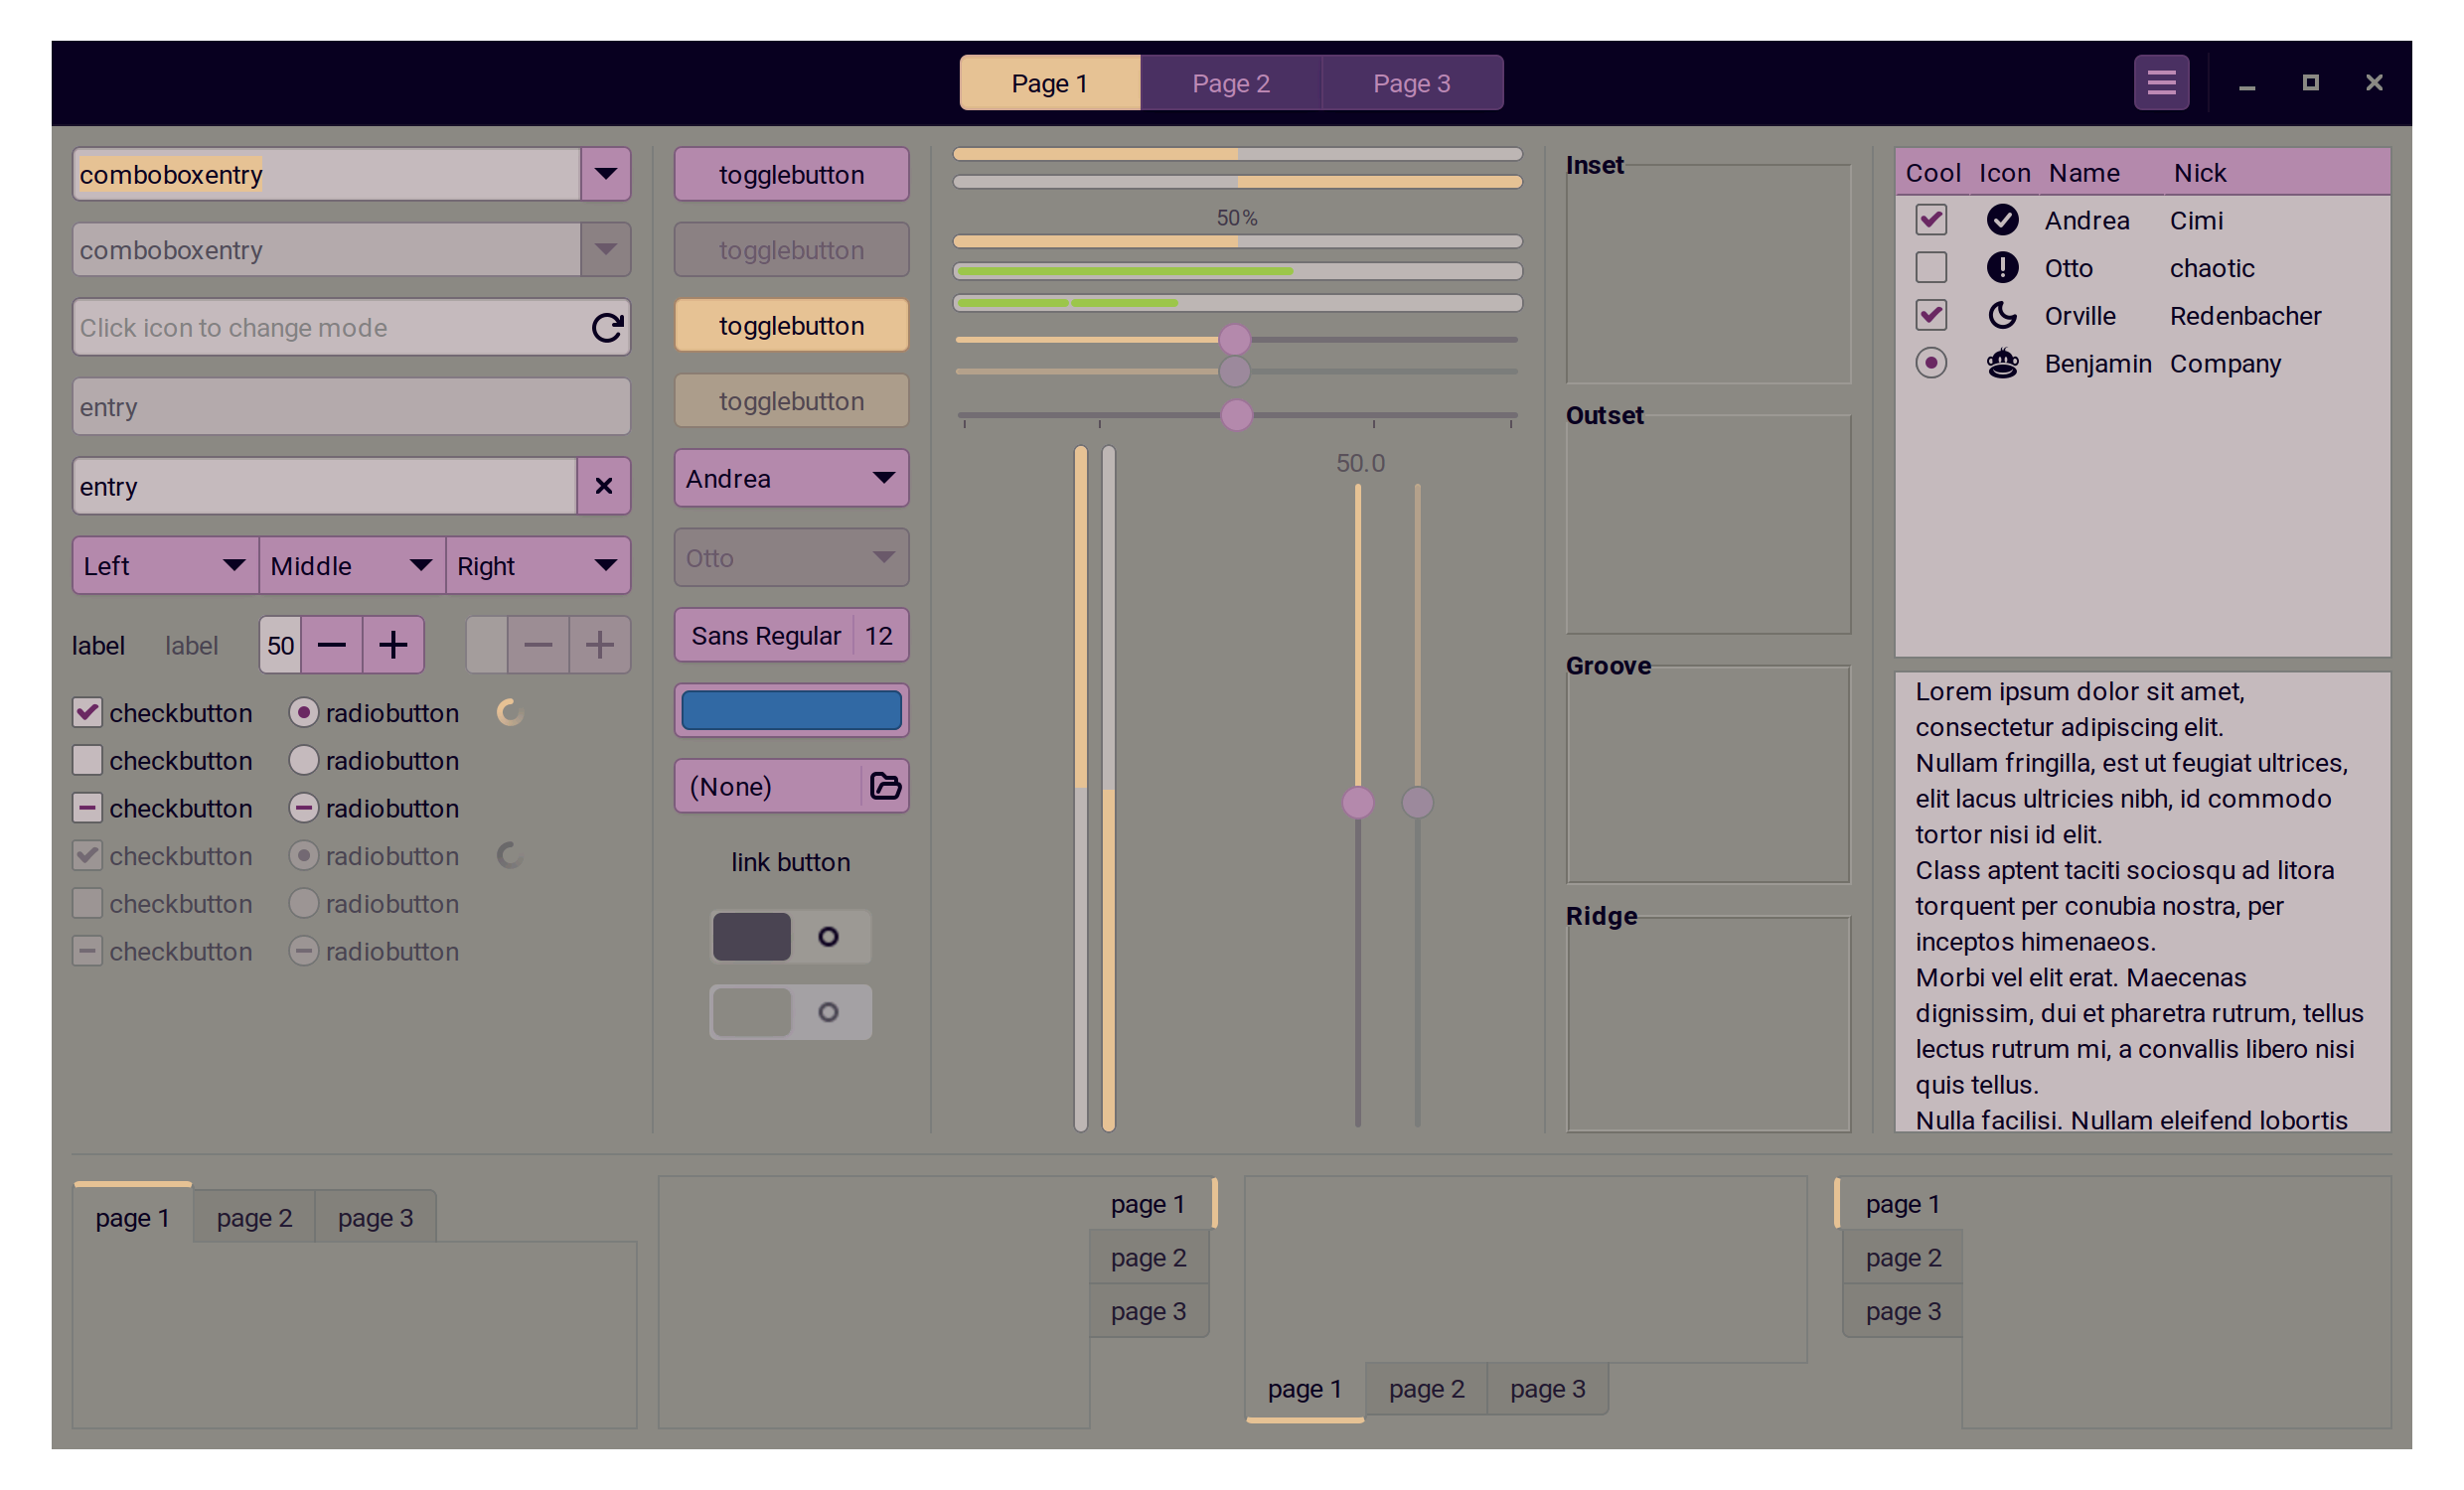 Page 1
Page 2
Page 3
comboboxentry
comboboxentry
Click icon to change mode
entry
entry
Left
Middle
Right
label
label
50
checkbutton
radiobutton
checkbutton
radiobutton
checkbutton
radiobutton
checkbutton
radiobutton
checkbutton
radiobutton
checkbutton
radiobutton
togglebutton
togglebutton
togglebutton
togglebutton
Andrea
Otto
Sans Regular 12
(None)
link button
50%
50.0
Inset
Outset
Groove
Ridge
Cool Icon Name Nick
Andrea Cimi
Otto chaotic
Orville Redenbacher
Benjamin Company
Lorem ipsum dolor sit amet,
consectetur adipiscing elit.
Nullam fringilla, est ut feugiat ultrices,
elit lacus ultricies nibh, id commodo
tortor nisi id elit.
Class aptent taciti sociosqu ad litora
torquent per conubia nostra, per
inceptos himenaeos.
Morbi vel elit erat. Maecenas
dignissim, dui et pharetra rutrum, tellus
lectus rutrum mi, a convallis libero nisi
quis tellus.
Nulla facilisi. Nullam eleifend lobortis
page 1
page 2
page 3
page 1
page 2
page 3
page 1
page 2
page 3
page 1
page 2
page 3